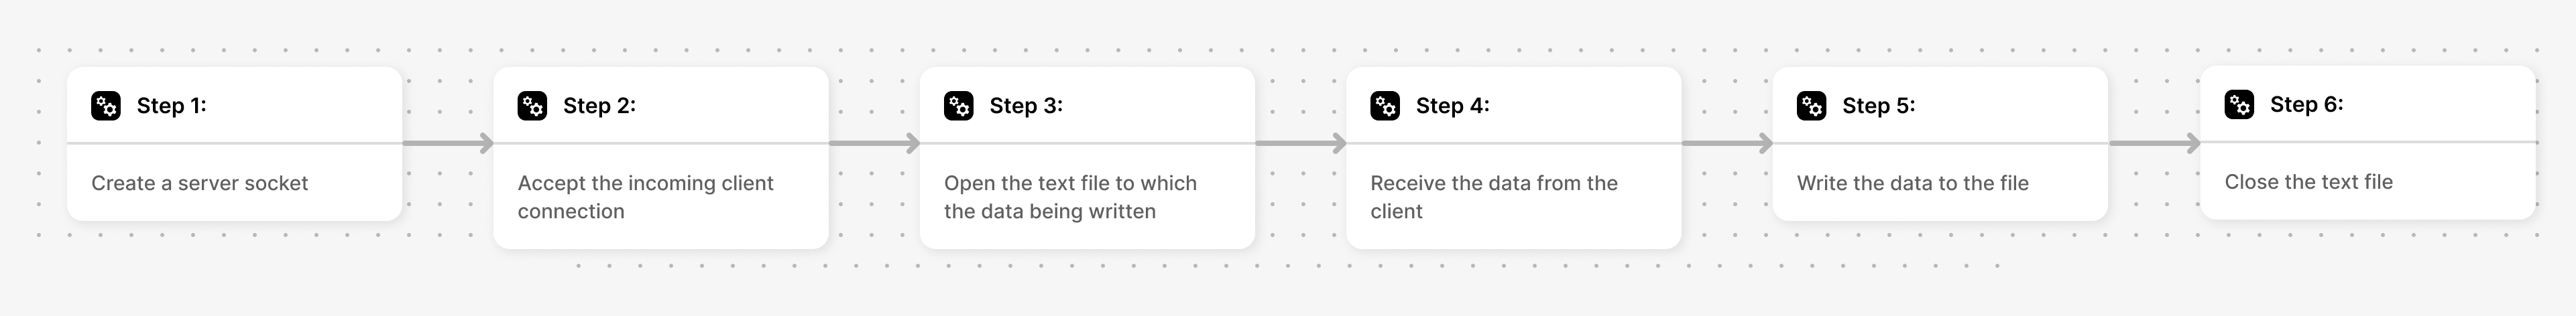 Step 1:
Create a server socket
Step 2:
Accept the incoming client
connection
Step 3:
Open the text file to which
the data being written
Step 4:
Receive the data from the
client
Step 5:
Write the data to the file
Step 6:
Close the text file